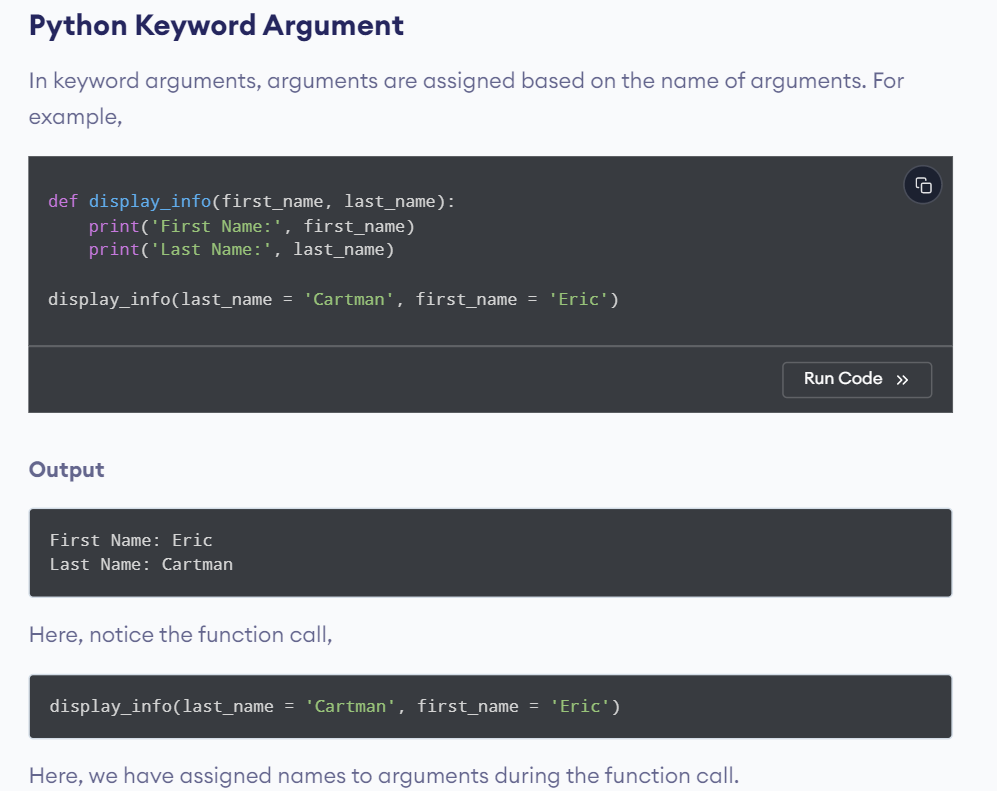 Python Keyword Argument
In keyword arguments, arguments are assigned based on the name of arguments. For
example,
def display_info(first_name, last_name):
    print('First Name:', first_name)
    print('Last Name:', last_name)
display_info(last_name = 'Cartman', first_name = 'Eric')
Run Code »
Output
First Name: Eric
Last Name: Cartman
Here, notice the function call,
display_info(last_name = 'Cartman', first_name = 'Eric')
Here, we have assigned names to arguments during the function call.